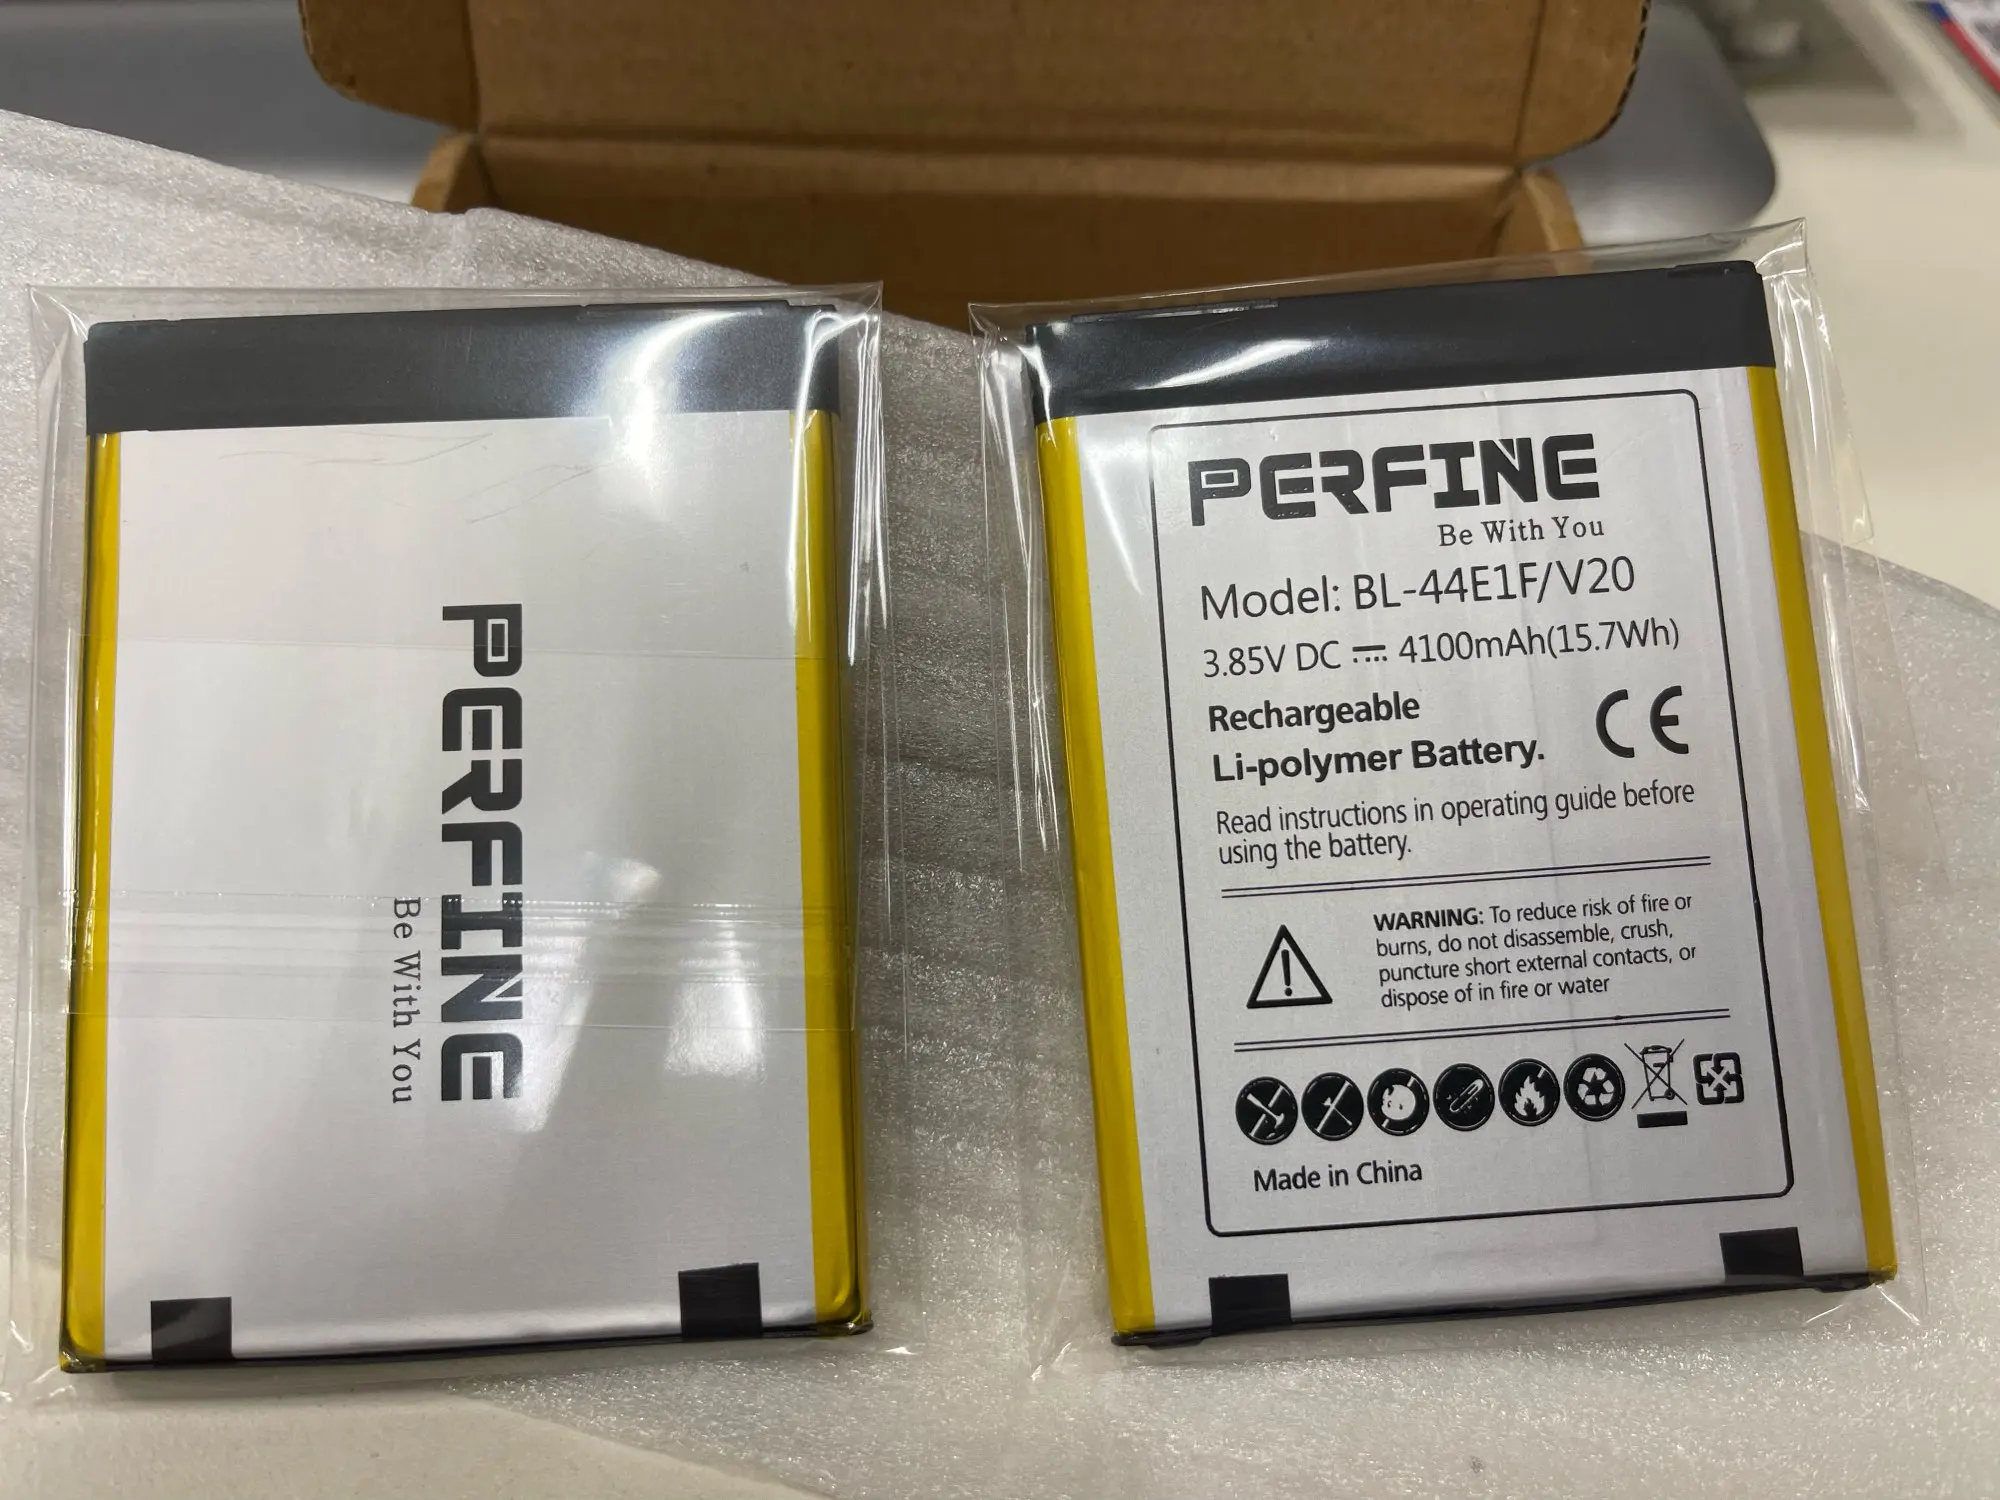 PERFINE
Be With You
PERFINE
Be With You
Model: BL-44E1F/V20
3.85V DC 4100mAh(15.7Wh)
Rechargeable
Li-polymer Battery.
CE
Read instructions in operating guide before
using the battery.
WARNING: To reduce risk of fire or
burns, do not disassemble, crush,
puncture short external contacts, or
dispose of in fire or water
Made in China